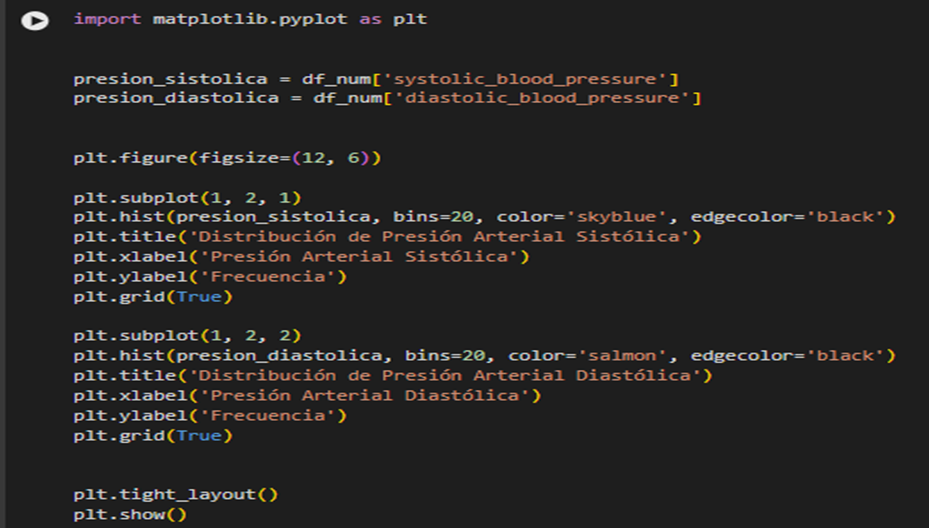 import matplotlib.pyplot as plt
presion_sistolica = df_num['systolic_blood_pressure']
presion_diastolica = df_num['diastolic_blood_pressure']
plt.figure(figsize=(12, 6))
plt.subplot(1, 2, 1)
plt.hist(presion_sistolica, bins=20, color='skyblue', edgecolor='black')
plt.title('Distribución de Presión Arterial Sistólica')
plt.xlabel('Presión Arterial Sistólica')
plt.ylabel('Frecuencia')
plt.grid(True)
plt.subplot(1, 2, 2)
plt.hist(presion_diastolica, bins=20, color='salmon', edgecolor='black')
plt.title('Distribución de Presión Arterial Diastólica')
plt.xlabel('Presión Arterial Diastólica')
plt.ylabel('Frecuencia')
plt.grid(True)
plt.tight_layout()
plt.show()